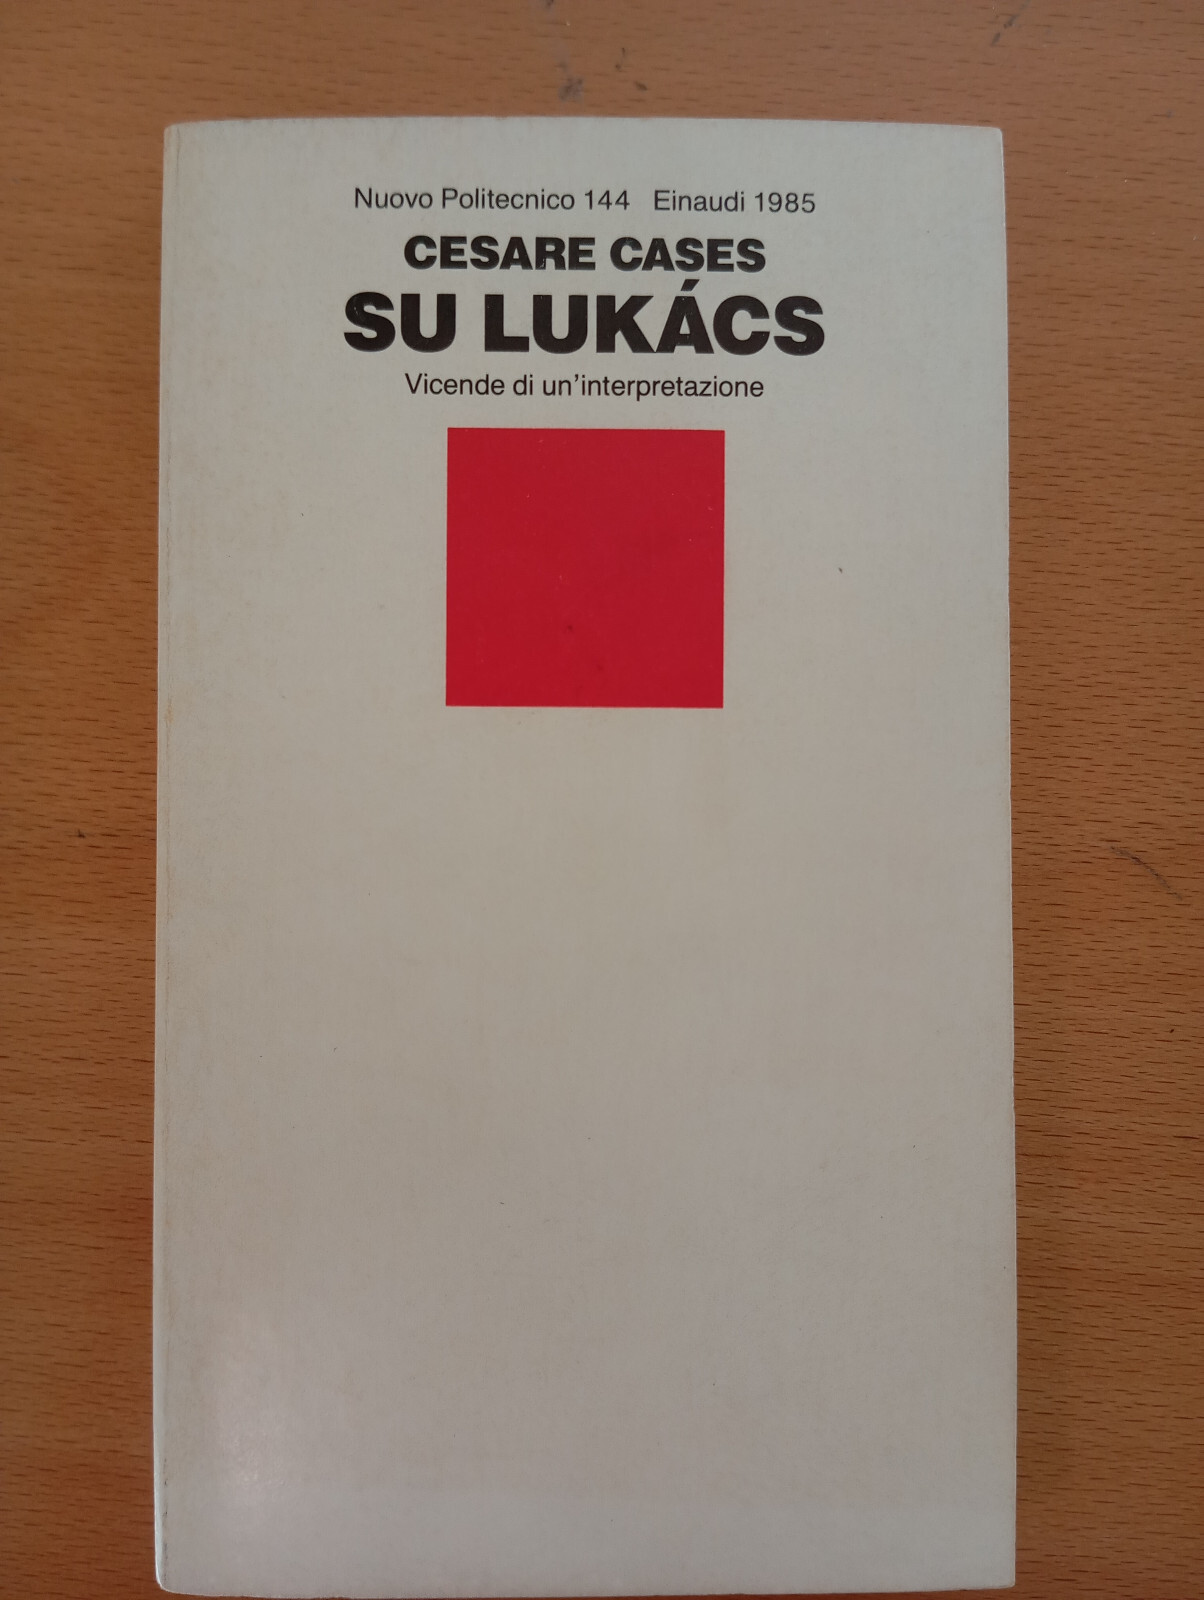 Nuovo Politecnico 144 Einaudi 1985
CESARE CASES
SU LUKÁCS
Vicende di un'interpretazione